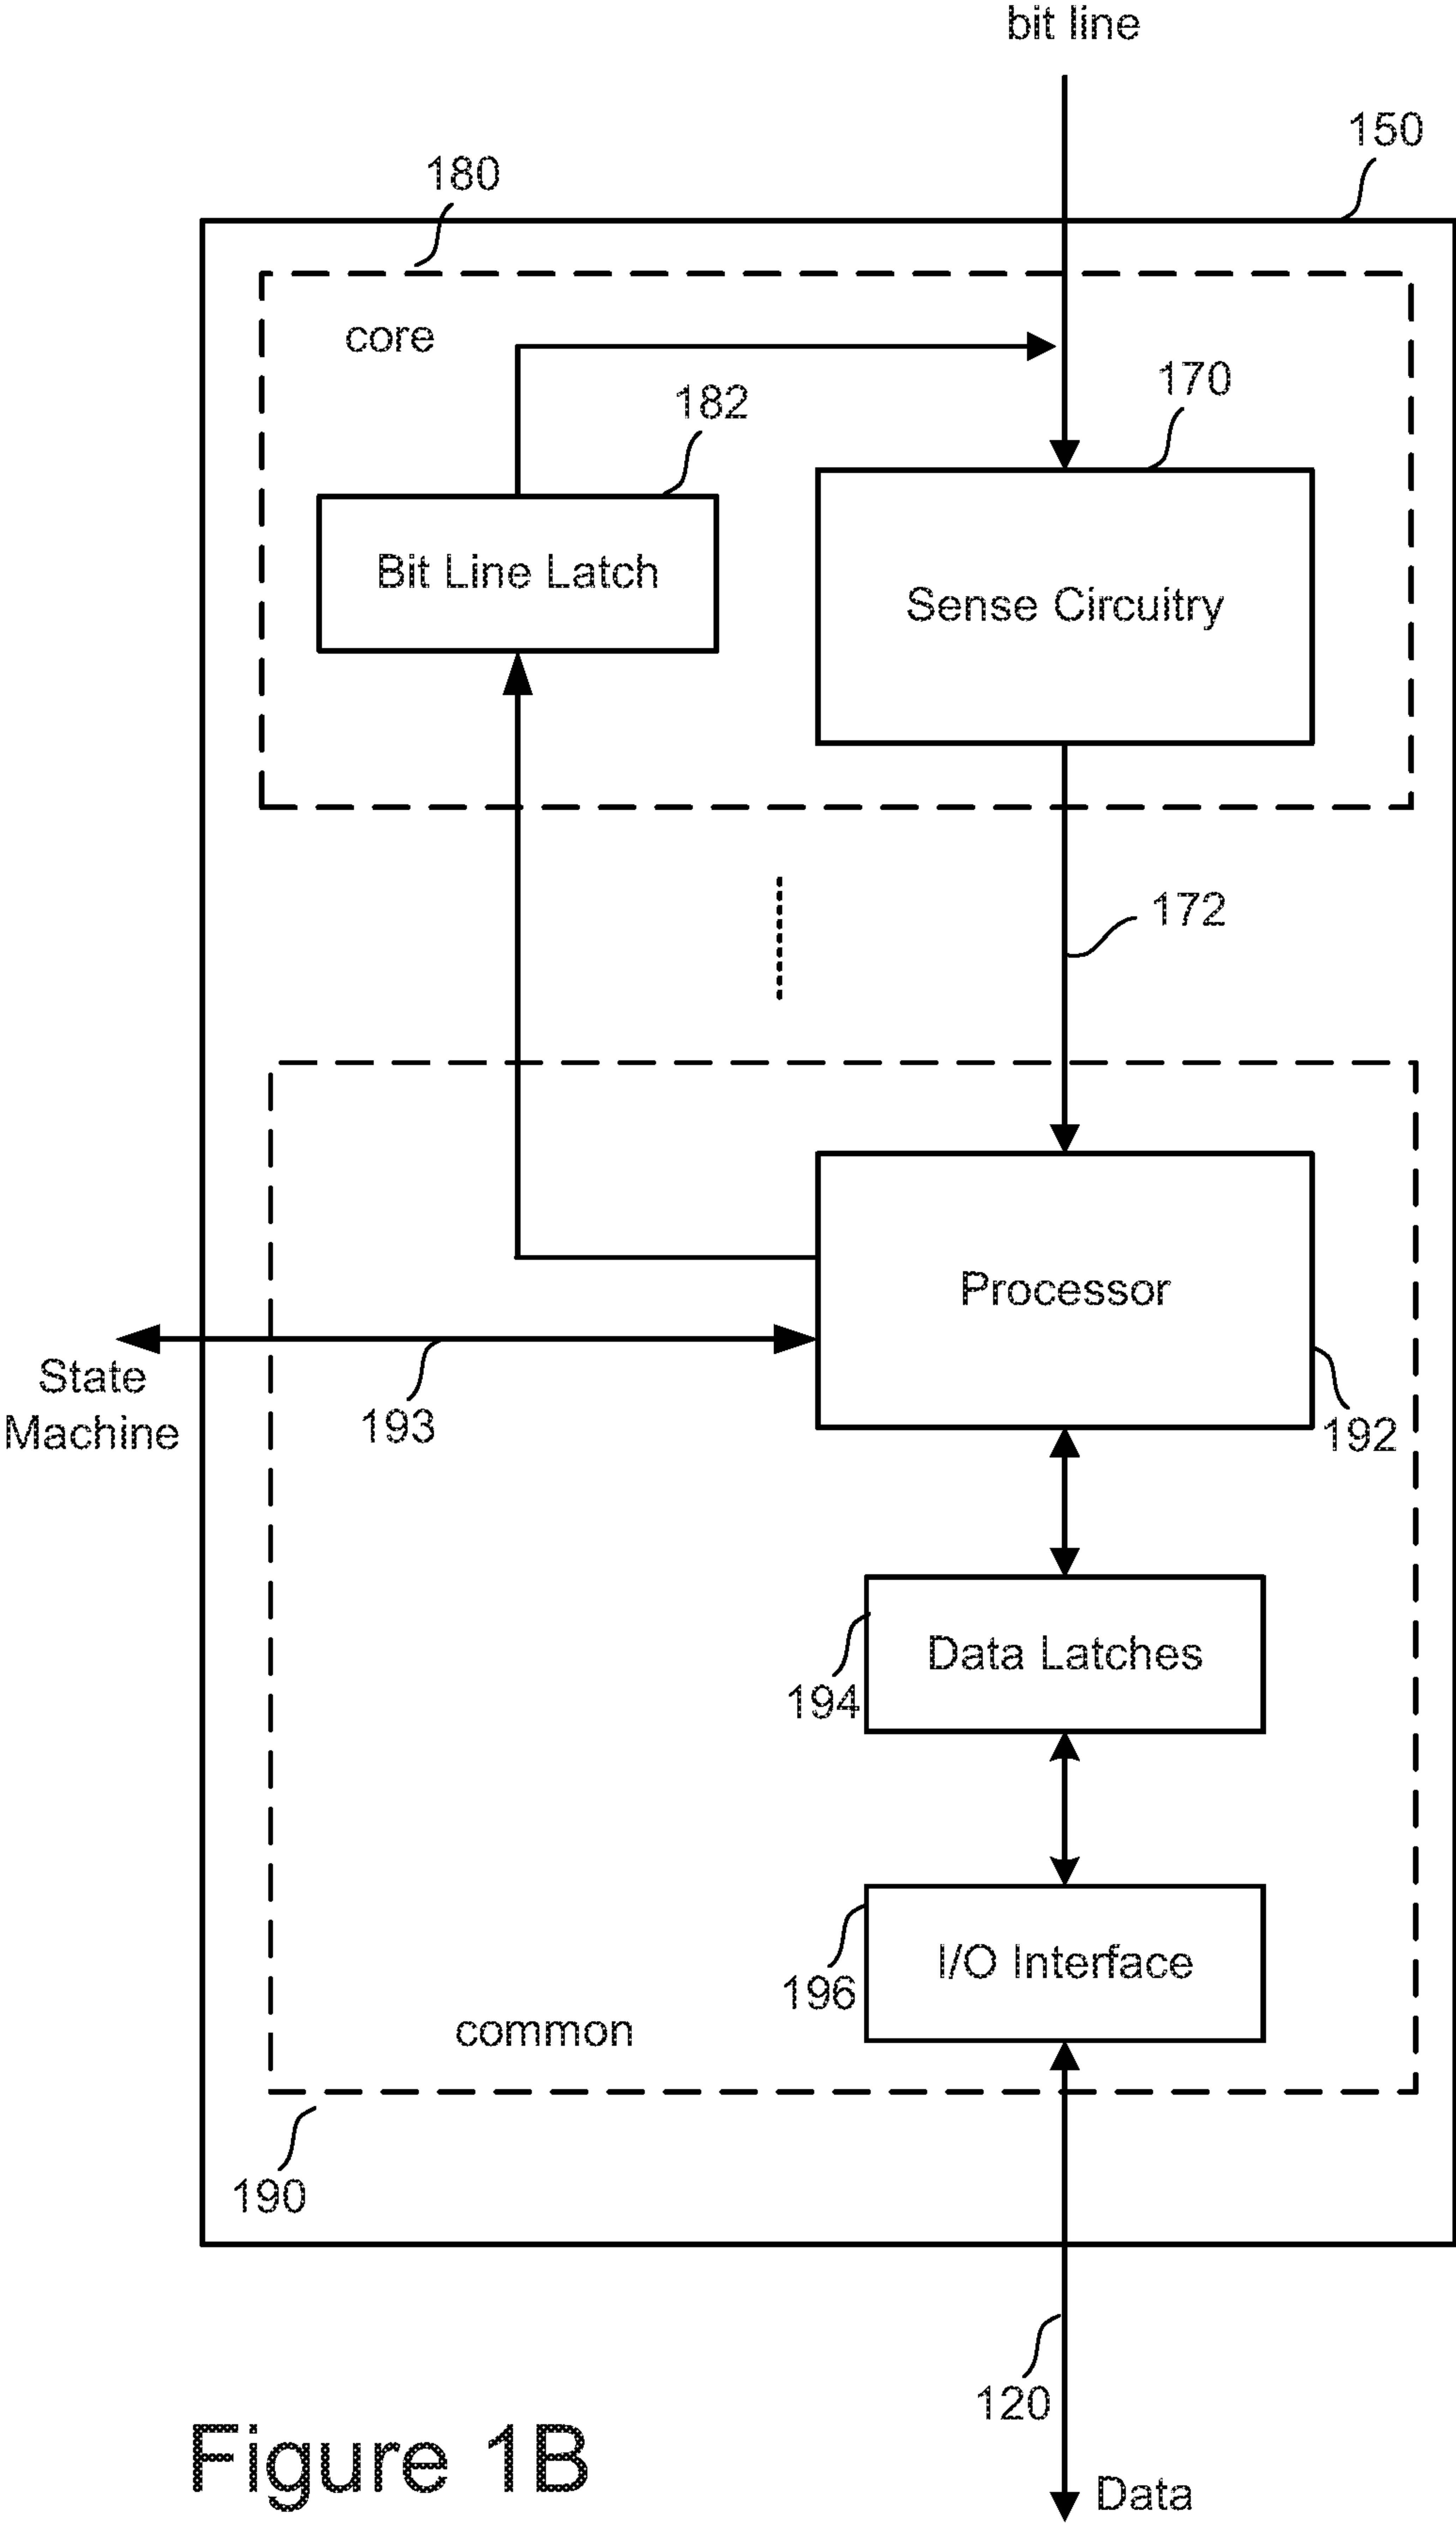 bit line
150
180
core
170
182
Bit Line Latch
Sense Circuitry
172
Processor
State
Machine
193
192
Data Latches
194
I/O Interface
196
common
190
120
Figure 1B
Data